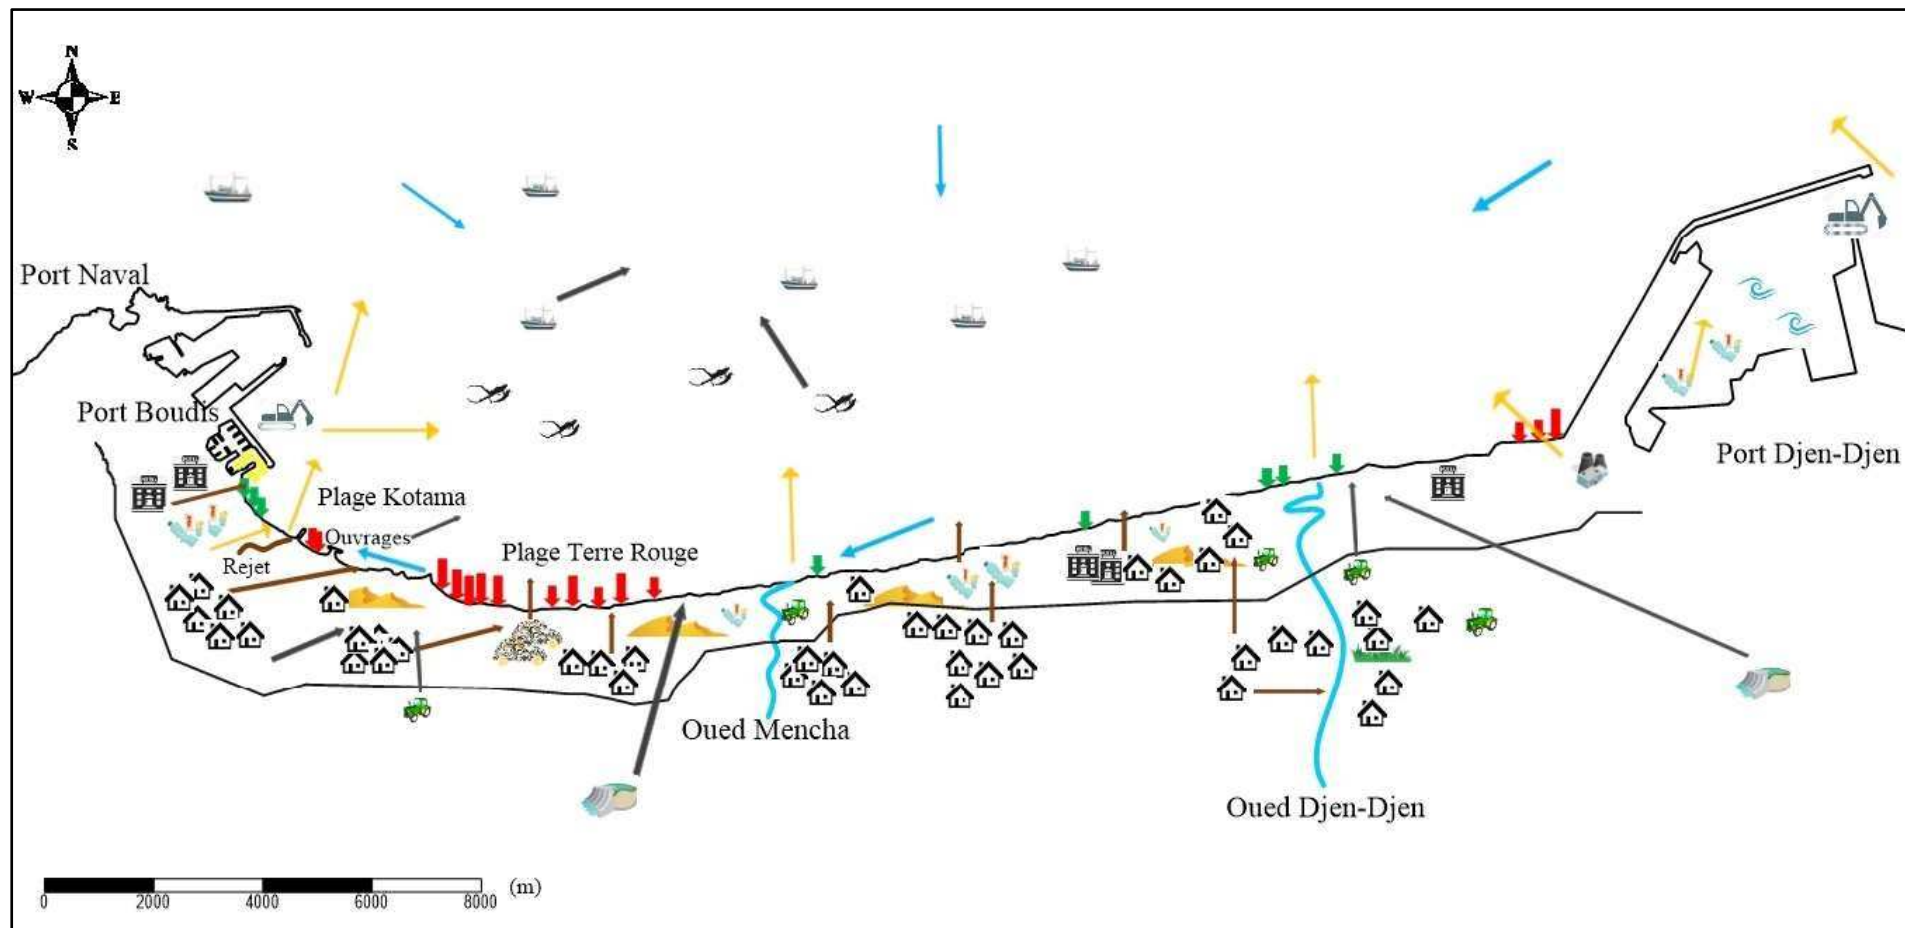 N
W E
S
Port Naval
Port Boudis
Plage Kotama
Ouvrages
Rejet
Plage Terre Rouge
Port Djen-Djen
Oued Mencha
Oued Djen-Djen
0 2000 4000 6000 8000 (m)